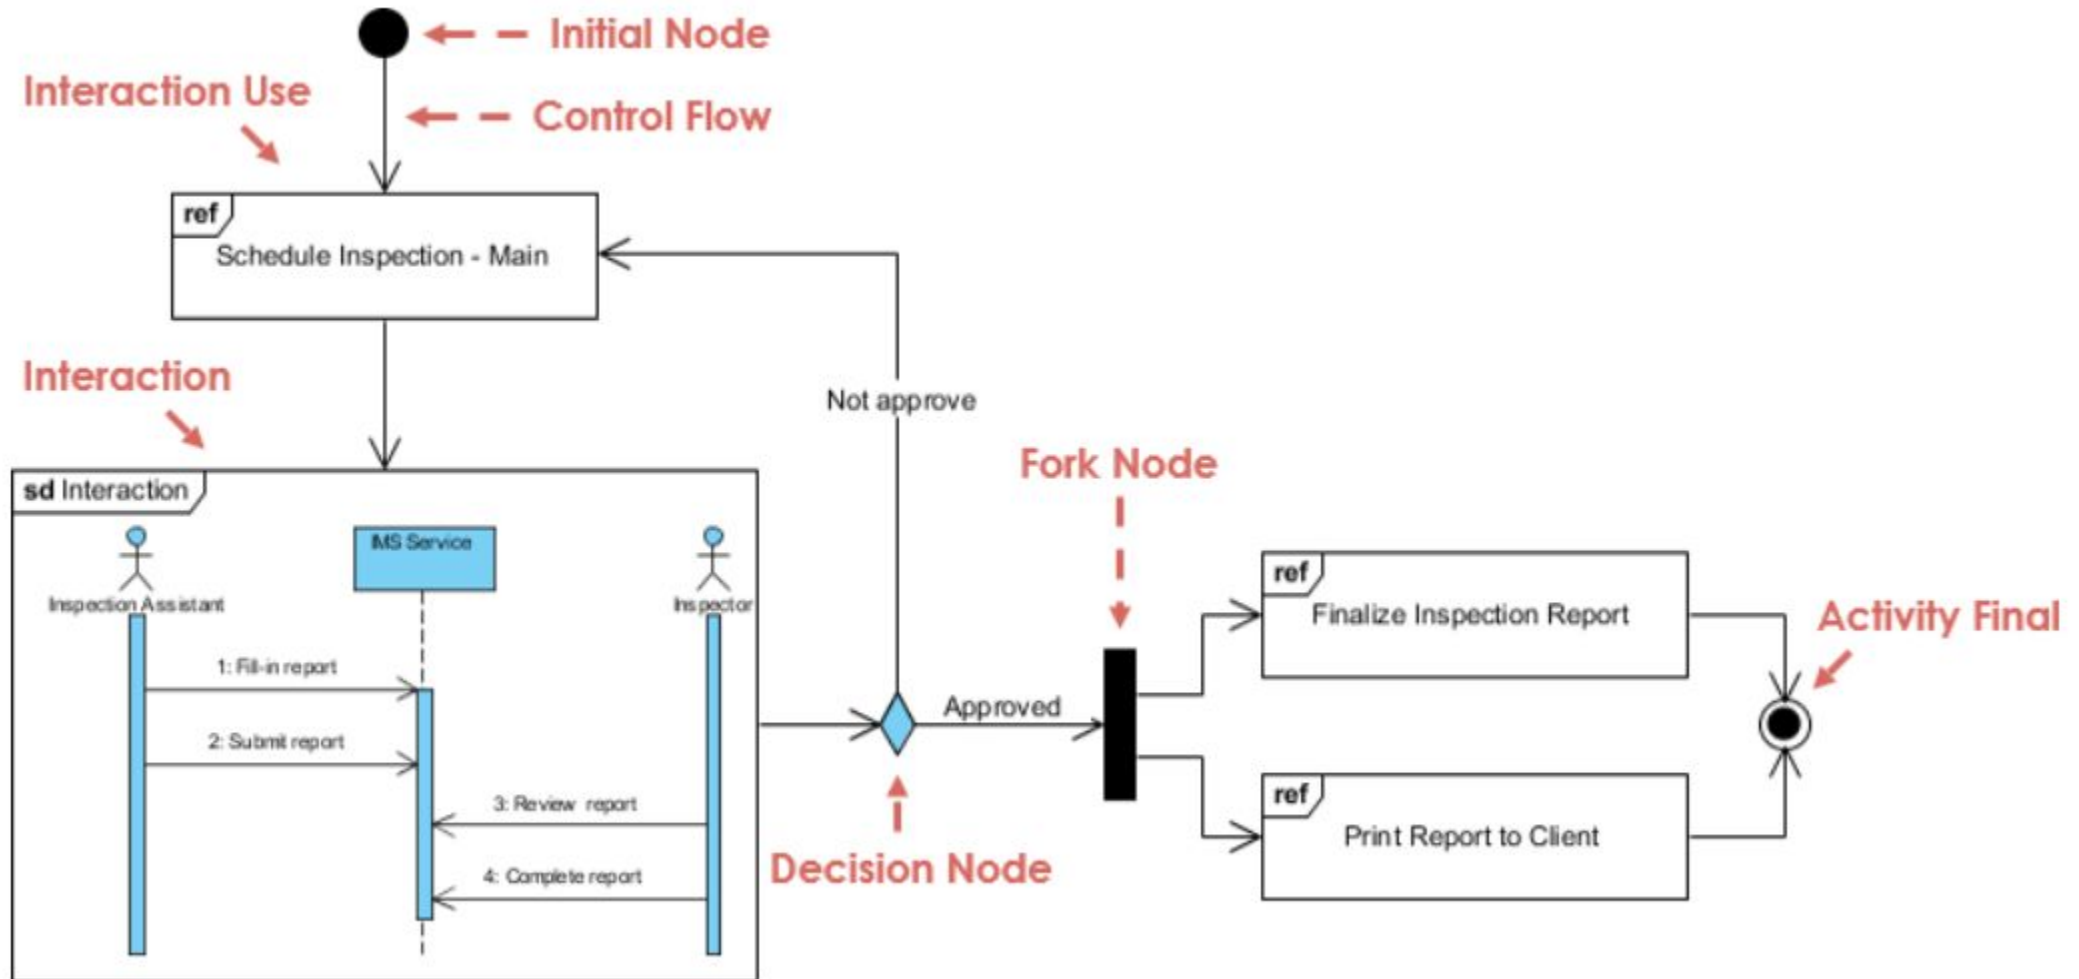 Initial Node
Interaction Use
Control Flow
ref
Schedule Inspection - Main
Interaction
Not approve
Fork Node
sd Interaction
IMS Service
Inspection Assistant
Inspector
ref
Finalize Inspection Report
Activity Final
1: Fill-in report
Approved
2: Submit report
3: Review report
ref
Print Report to Client
4: Complete report
Decision Node